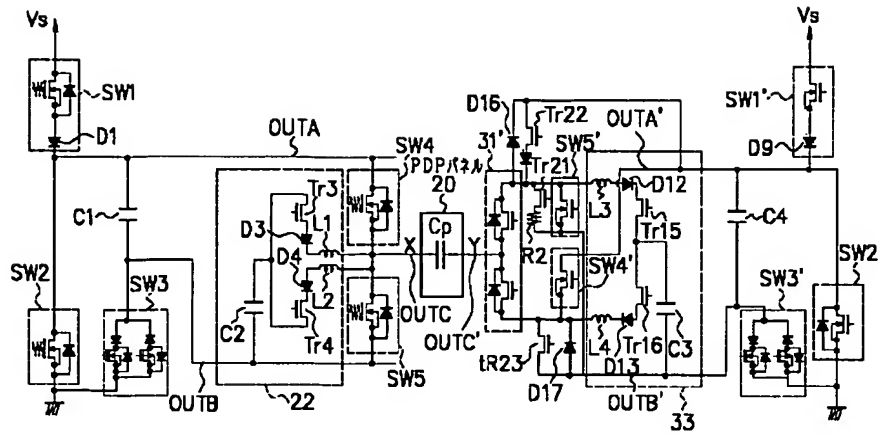 Vs
Vs
SW1
D1
D16
Tr22
OUTA'
SW1'
D9
OUTA
SW4
PDPパネル
20
31'
Tr21
SW5'
D12
Tr3
C1
D3
L1
Cp
X
Y
L3
Tr15
C4
R2
SW2
SW3
D4
L2
SW4'
SW3'
SW2
C2
Tr4
OUTC
OUTC'
L4
Tr16
C3
SW5
tR23
D17
D13
OUTB
22
OUTB'
33